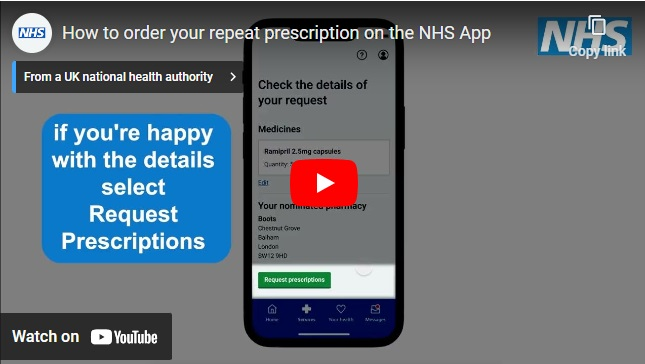 NHS
How to order your repeat prescription on the NHS App
NHS
Copy link
From a UK national health authority
if you're happy
with the details
select
Request
Prescriptions
Check the details of
your request
Medicines
Ramipril 2.5mg capsules
Quantity:
Edit
Your nominated pharmacy
Boots
Chestnut Grove
Balham
London
SW12 9HD
Request prescriptions
Home
Services
Your health
Messages
Watch on
YouTube